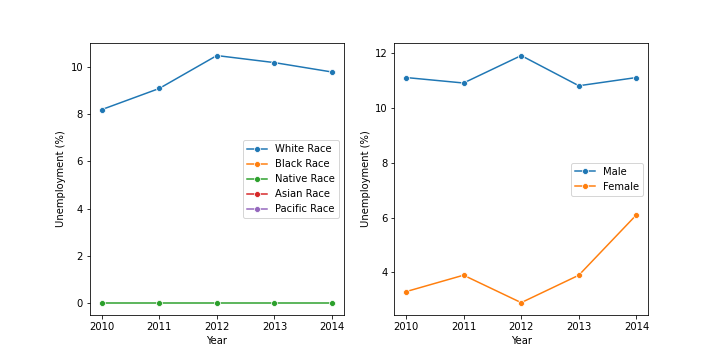 10
8
6
4
2
0
Unemployment (%)
2010 2011 2012 2013 2014
Year
White Race
Black Race
Native Race
Asian Race
Pacific Race
12
10
8
6
4
Unemployment (%)
2010 2011 2012 2013 2014
Year
Male
Female